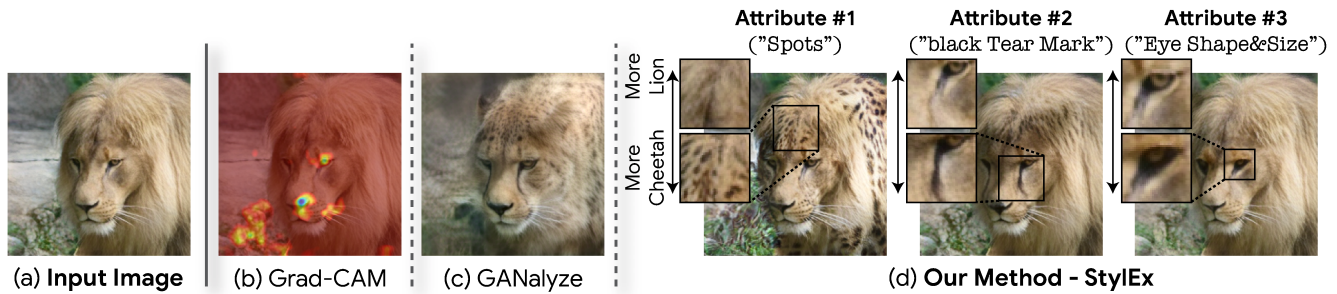 Attribute #1
("Spots")
Attribute #2
("black Tear Mark")
Attribute #3
("Eye Shape&Size")
More Lion
More Cheetah
(a) Input Image
(b) Grad-CAM
(c) GANalyze
(d) Our Method - StylEx